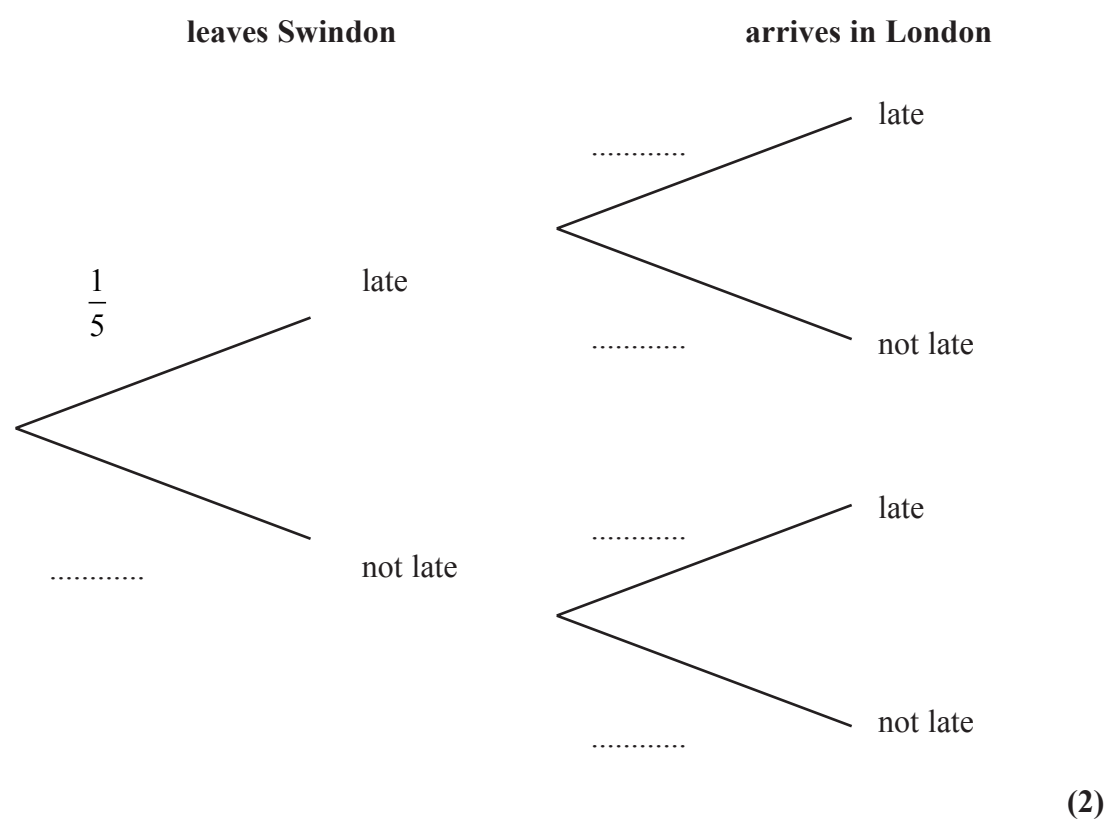 leaves Swindon arrives in London
late
............
1
5
late
............
not late
late
............
............
not late
not late
............
(2)